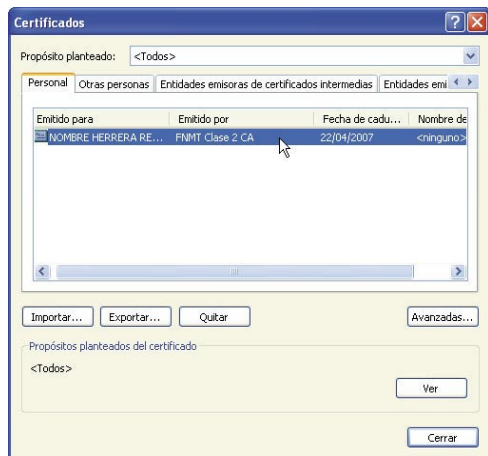 Certificados
Propósito planteado: <Todos>
Personal Otras personas Entidades emisoras de certificados intermedias Entidades emi
Emitido para Emitido por Fecha de cadu... Nombre de
NOMBRE HERRERA RE... FNMT Clase 2 CA 22/04/2007 <ninguno>
Importar... Exportar... Quitar Avanzadas...
Propósitos planteados del certificado
<Todos>
Ver
Cerrar